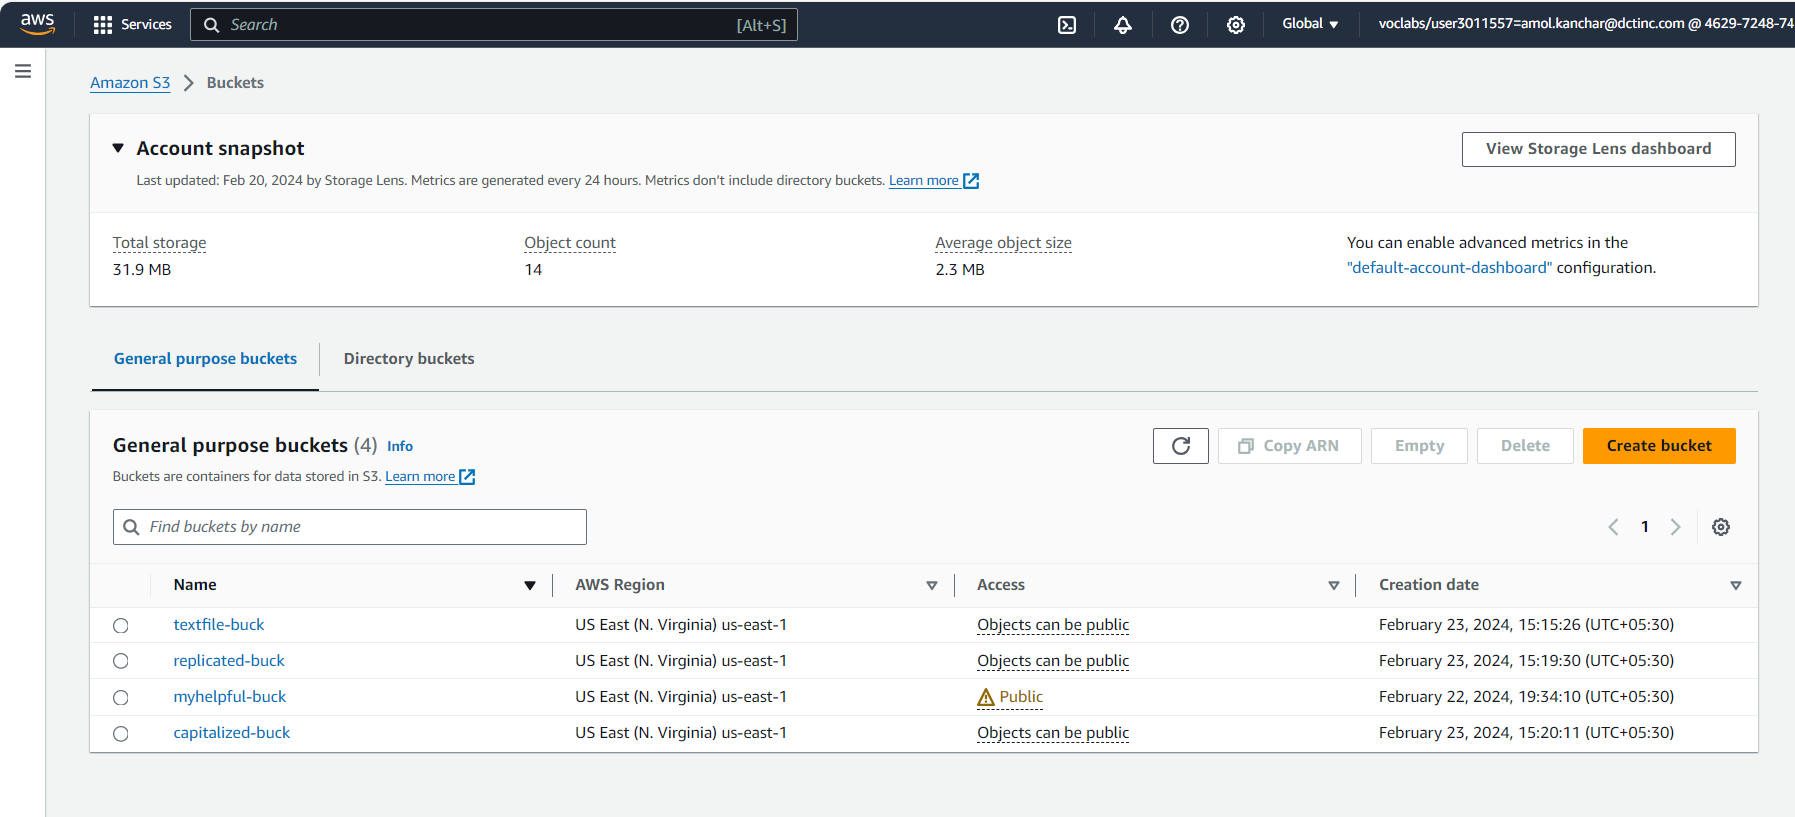 aws Services Search [Alt+S] Global voclabs/user3011557=amol.kanchar@dctinc.com @ 4629-7248-74
Amazon S3 Buckets
Account snapshot
View Storage Lens dashboard
Last updated: Feb 20, 2024 by Storage Lens. Metrics are generated every 24 hours. Metrics don't include directory buckets. Learn more
Total storage Object count Average object size You can enable advanced metrics in the
31.9 MB 14 2.3 MB "default-account-dashboard" configuration.
General purpose buckets Directory buckets
General purpose buckets (4) Info Copy ARN Empty Delete Create bucket
Buckets are containers for data stored in S3. Learn more
Find buckets by name 1
Name AWS Region Access Creation date
textfile-buck US East (N. Virginia) us-east-1 Objects can be public February 23, 2024, 15:15:26 (UTC+05:30)
replicated-buck US East (N. Virginia) us-east-1 Objects can be public February 23, 2024, 15:19:30 (UTC+05:30)
myhelpful-buck US East (N. Virginia) us-east-1 Public February 22, 2024, 19:34:10 (UTC+05:30)
capitalized-buck US East (N. Virginia) us-east-1 Objects can be public February 23, 2024, 15:20:11 (UTC+05:30)